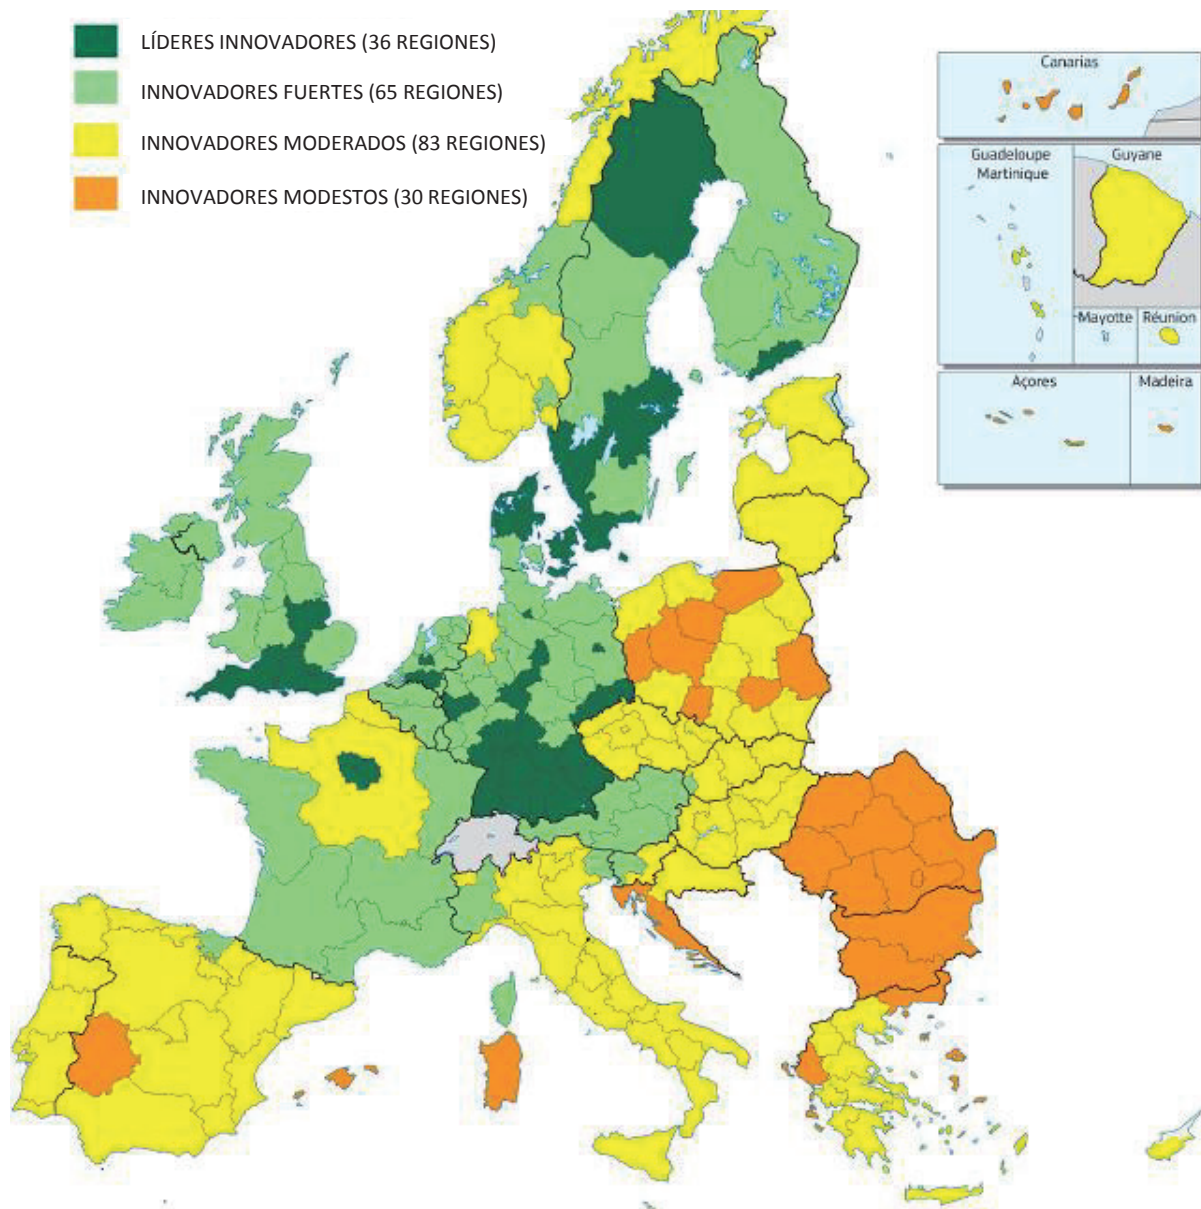 LÍDERES INNOVADORES (36 REGIONES)
INNOVADORES FUERTES (65 REGIONES)
INNOVADORES MODERADOS (83 REGIONES)
INNOVADORES MODESTOS (30 REGIONES)
Canarias
Guadeloupe
Martinique
Guyane
Mayotte
Réunion
Açores
Madeira